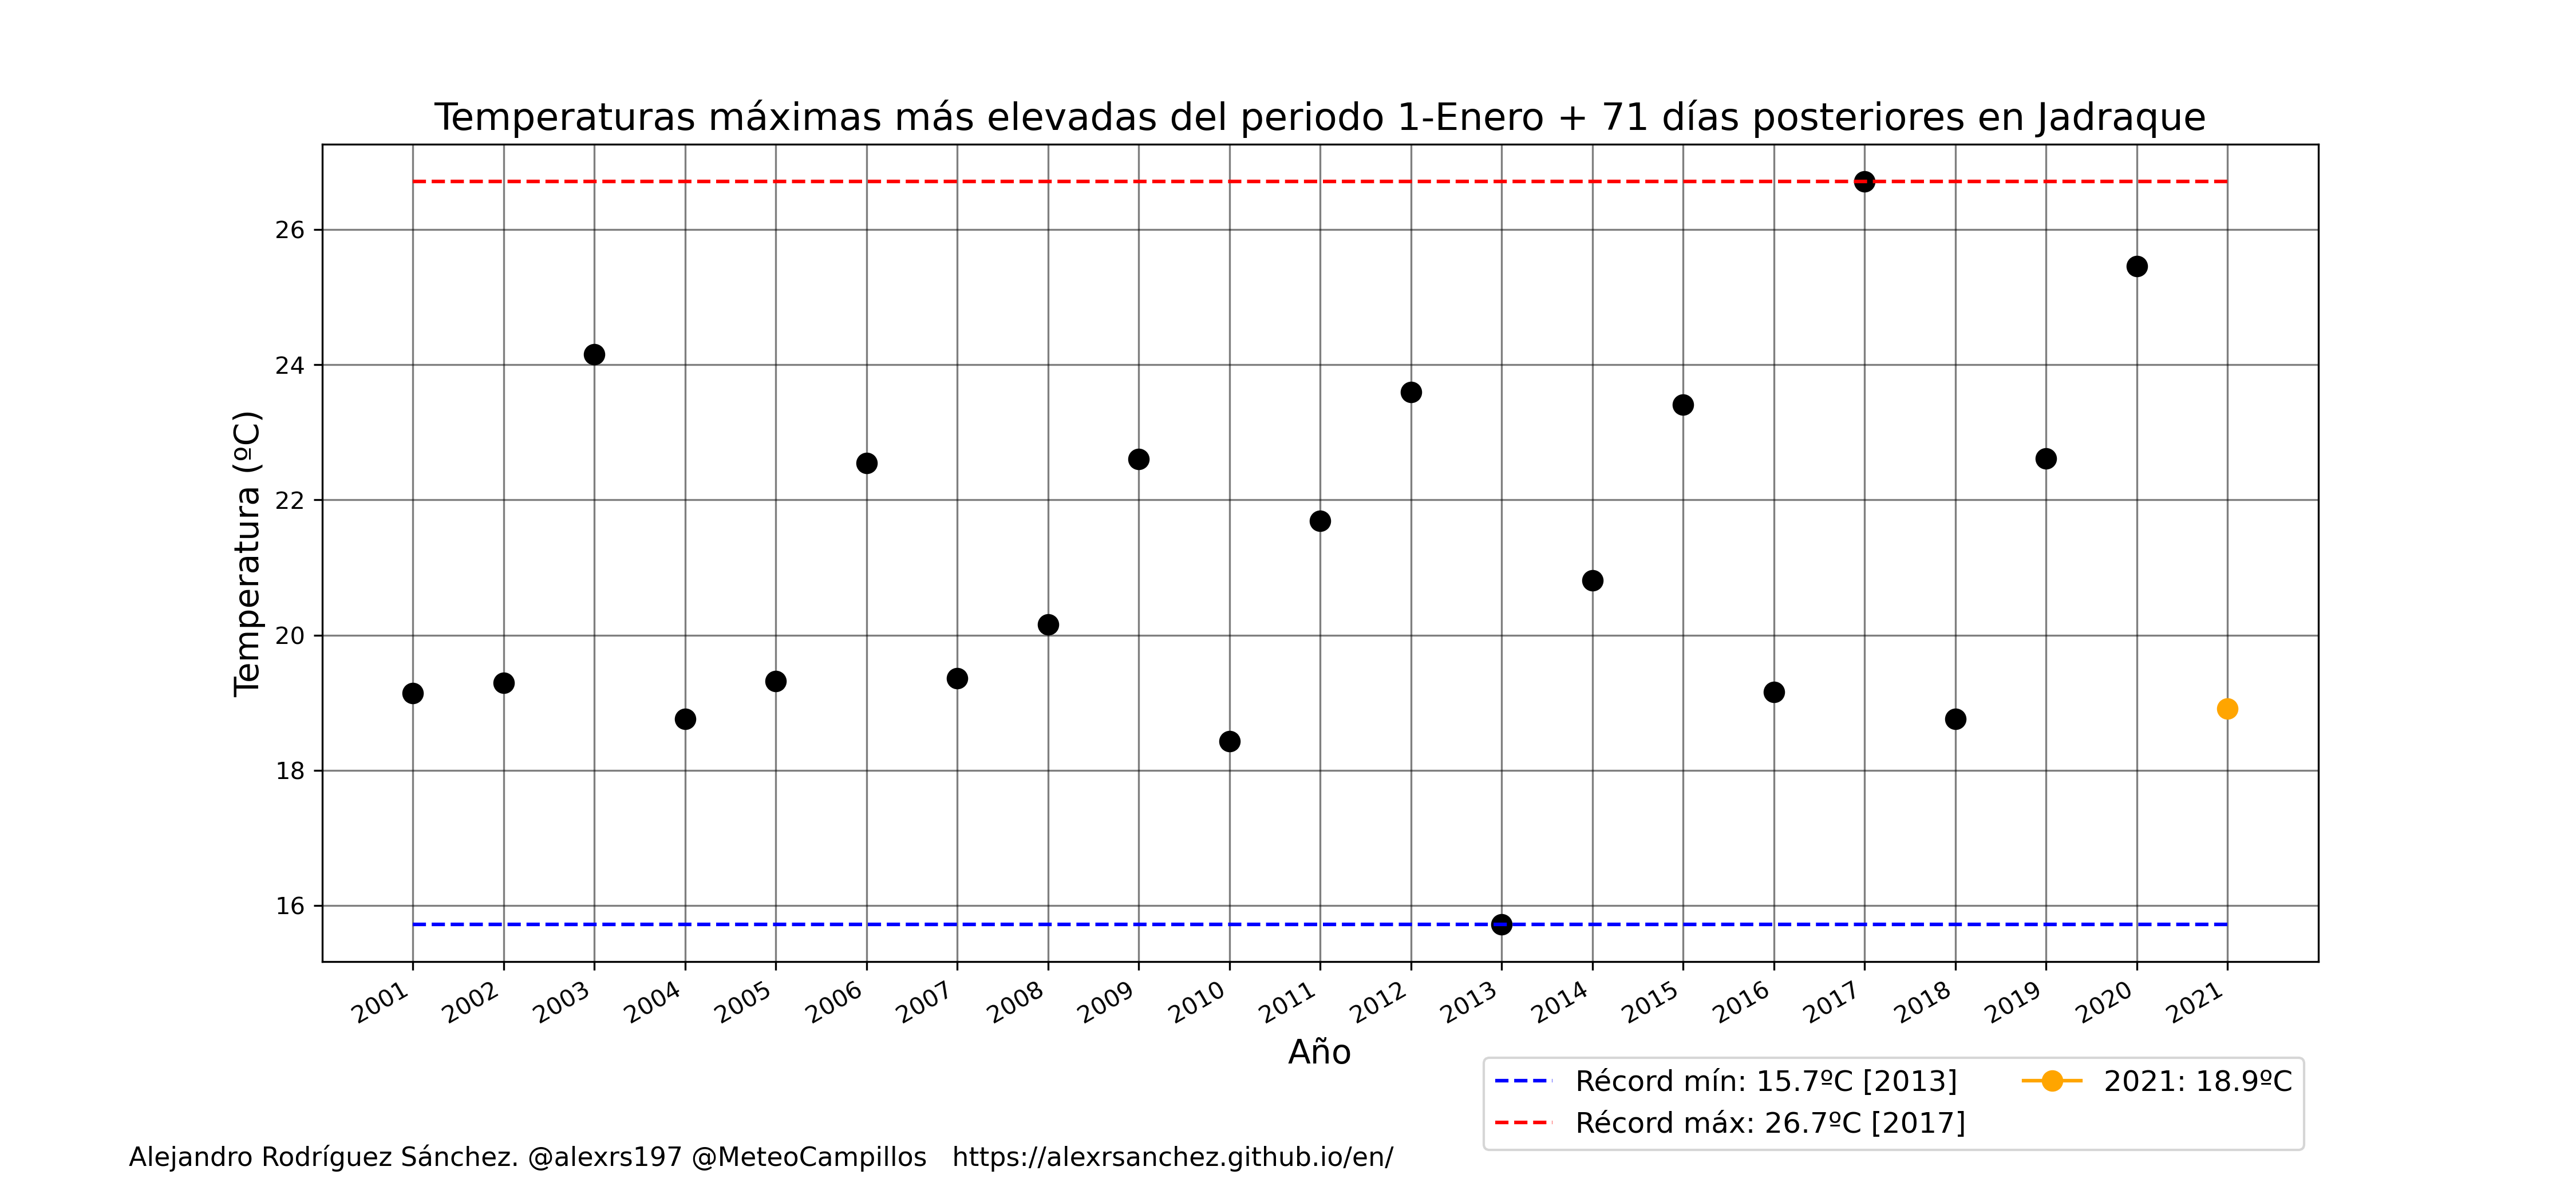 Temperaturas máximas más elevadas del periodo 1-Enero + 71 días posteriores en Jadraque
Temperatura (ºC)
26
24
22
20
18
16
2001 2002 2003 2004 2005 2006 2007 2008 2009 2010 2011 2012 2013 2014 2015 2016 2017 2018 2019 2020 2021
Año
Récord mín: 15.7ºC [2013]
Récord máx: 26.7ºC [2017]
2021: 18.9ºC
Alejandro Rodríguez Sánchez. @alexrs197 @MeteoCampillos https://alexrsanchez.github.io/en/